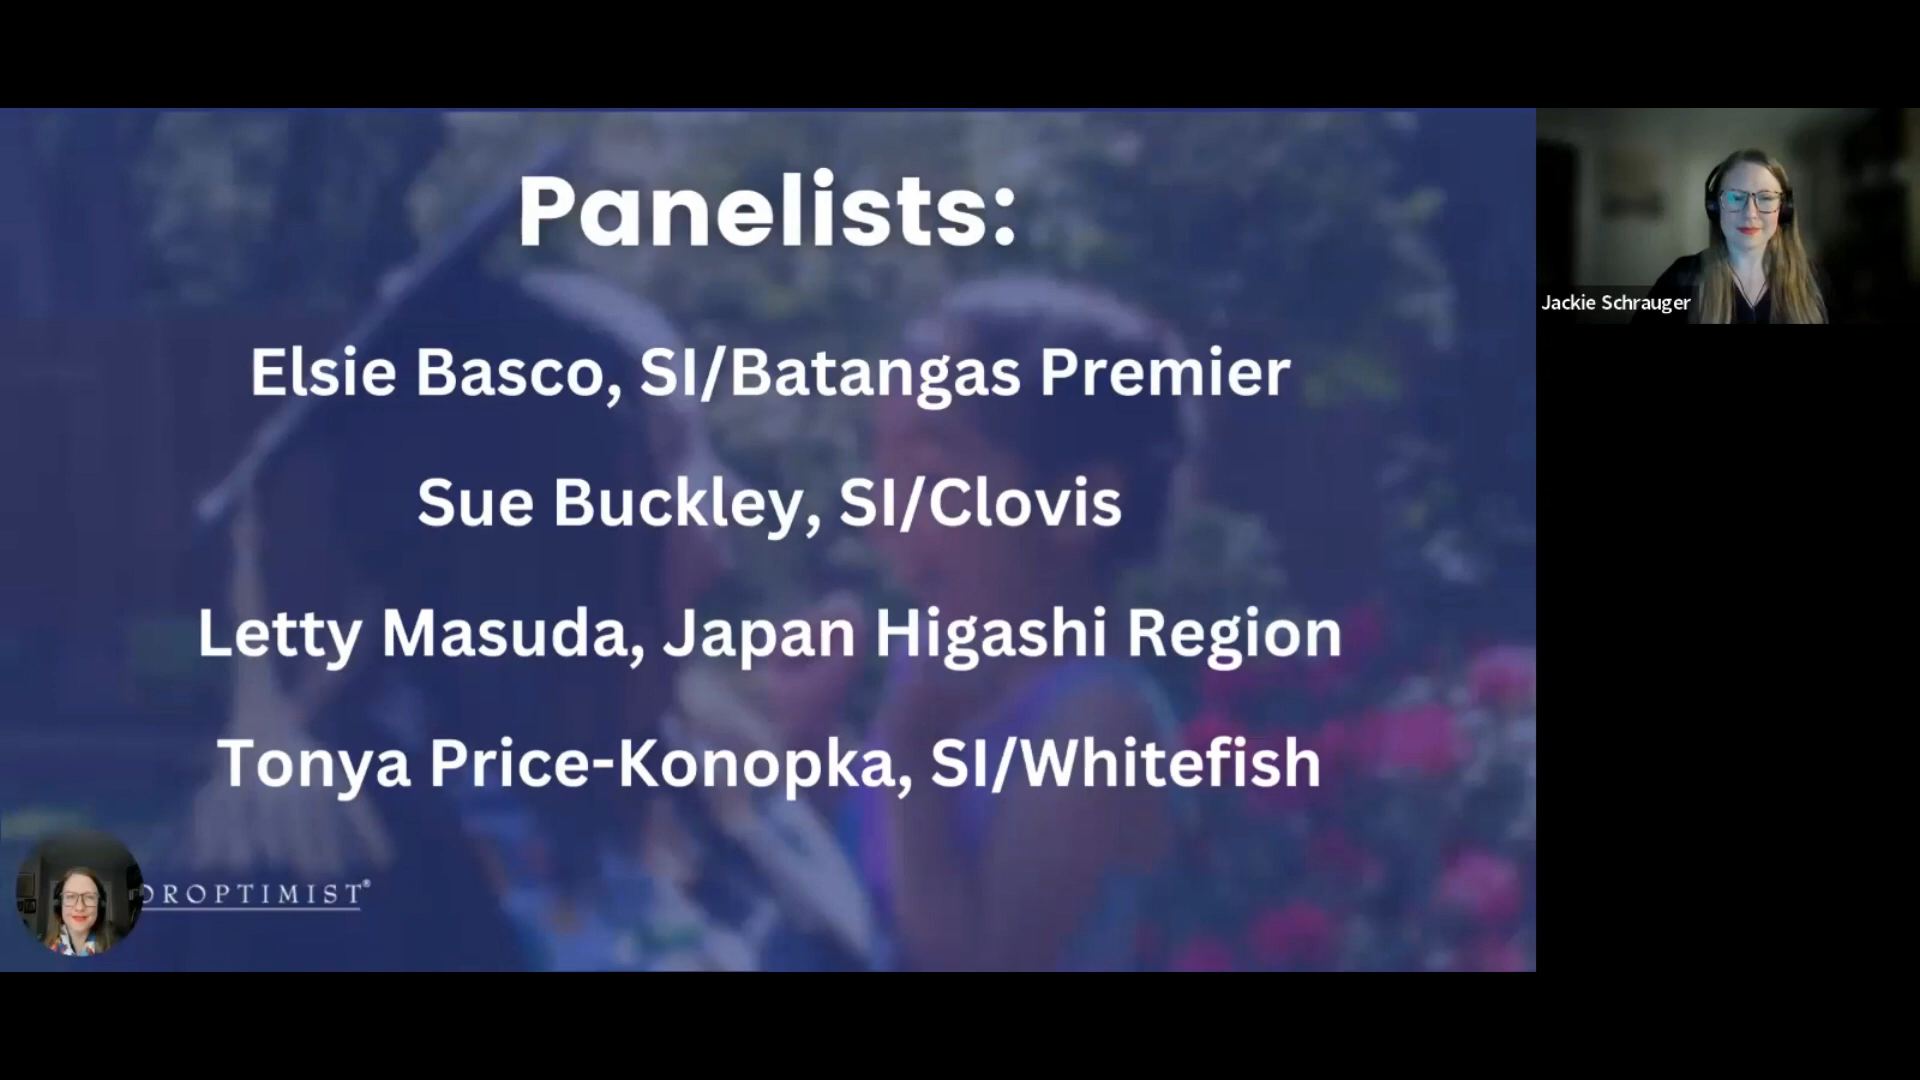 Panelists:
Elsie Basco, SI/Batangas Premier
Sue Buckley, SI/Clovis
Letty Masuda, Japan Higashi Region
Tonya Price-Konopka, SI/Whitefish
OROPTIMIST®
Jackie Schrauger